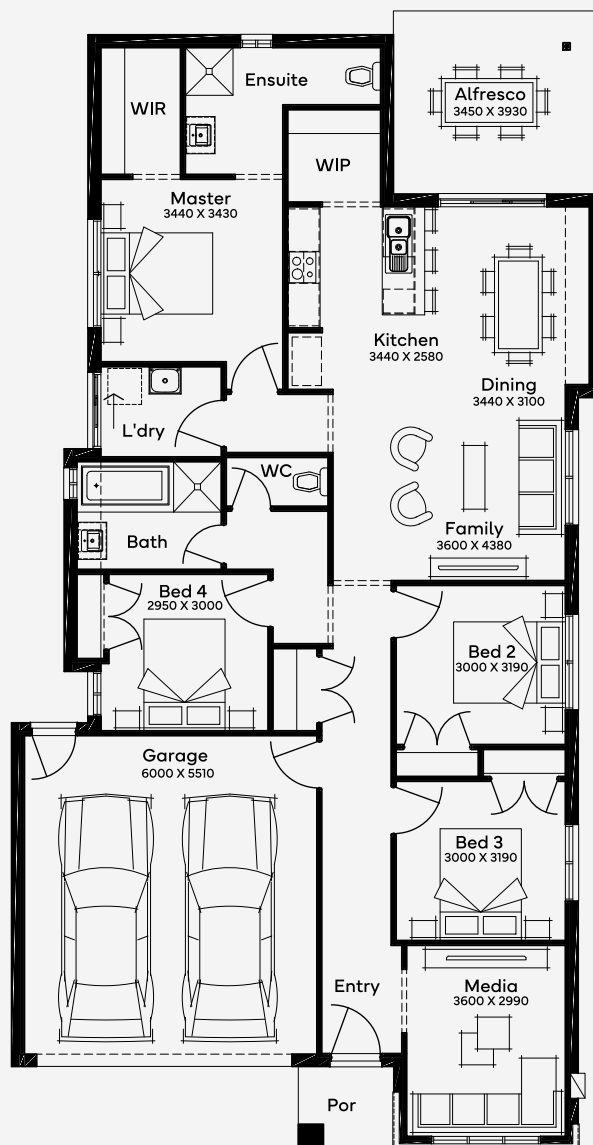 Ensuite
Alfresco
3450 X 3930
WIR
WIP
Master
3440 X 3430
Kitchen
3440 X 2580
Dining
3440 X 3100
L'dry
WC
Bath
Family
3600 X 4380
Bed 4
2950 X 3000
Bed 2
3000 X 3190
Garage
6000 X 5510
Bed 3
3000 X 3190
Entry
Media
3600 X 2990
Por